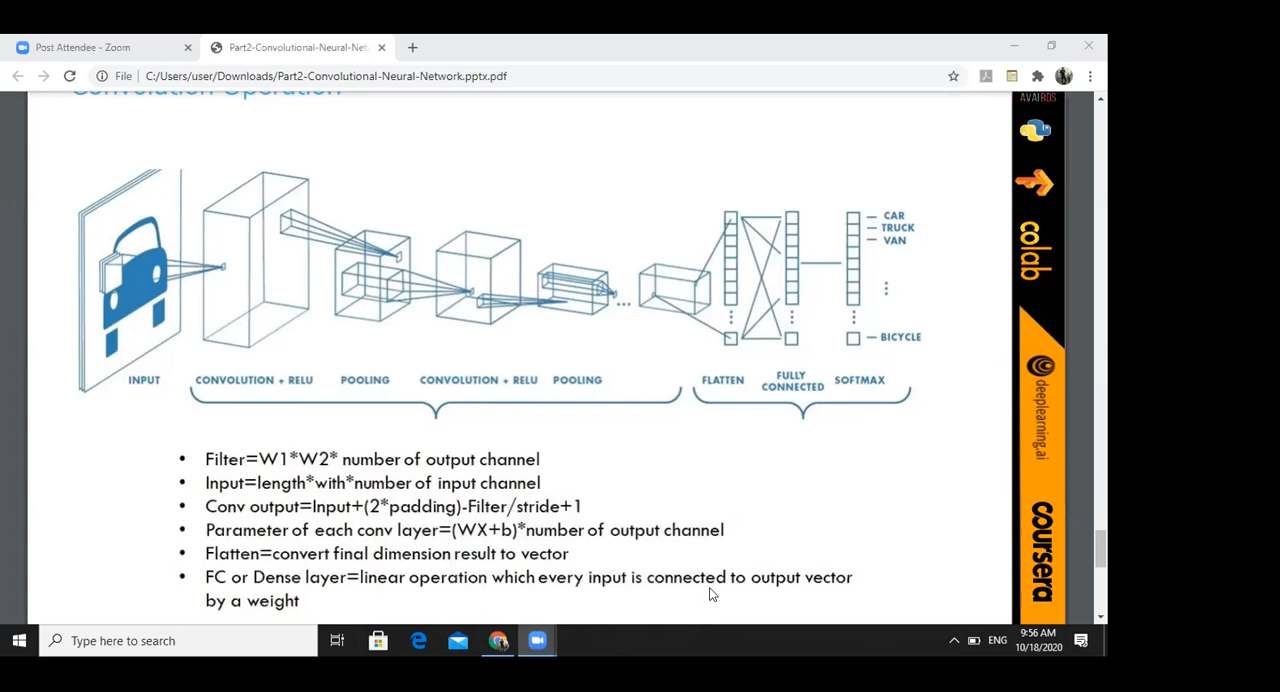 Post Attendee - Zoom
Part2-Convolutional-Neural-Net
File
C:/Users/user/Downloads/Part2-Convolutional-Neural-Network.pptx.pdf
Convolution Operation
AVAIRDS
CAR
TRUCK
VAN
BICYCLE
INPUT
CONVOLUTION + RELU
POOLING
CONVOLUTION + RELU
POOLING
FLATTEN
FULLY
CONNECTED
SOFTMAX
• Filter=W1*W2* number of output channel
• Input=length*with*number of input channel
• Conv output=Input+(2*padding)-Filter/stride+1
• Parameter of each conv layer=(WX+b)*number of output channel
• Flatten=convert final dimension result to vector
• FC or Dense layer=linear operation which every input is connected to output vector
by a weight
colab
deeplearning.ai
coursera
Type here to search
ENG
9:56 AM
10/18/2020